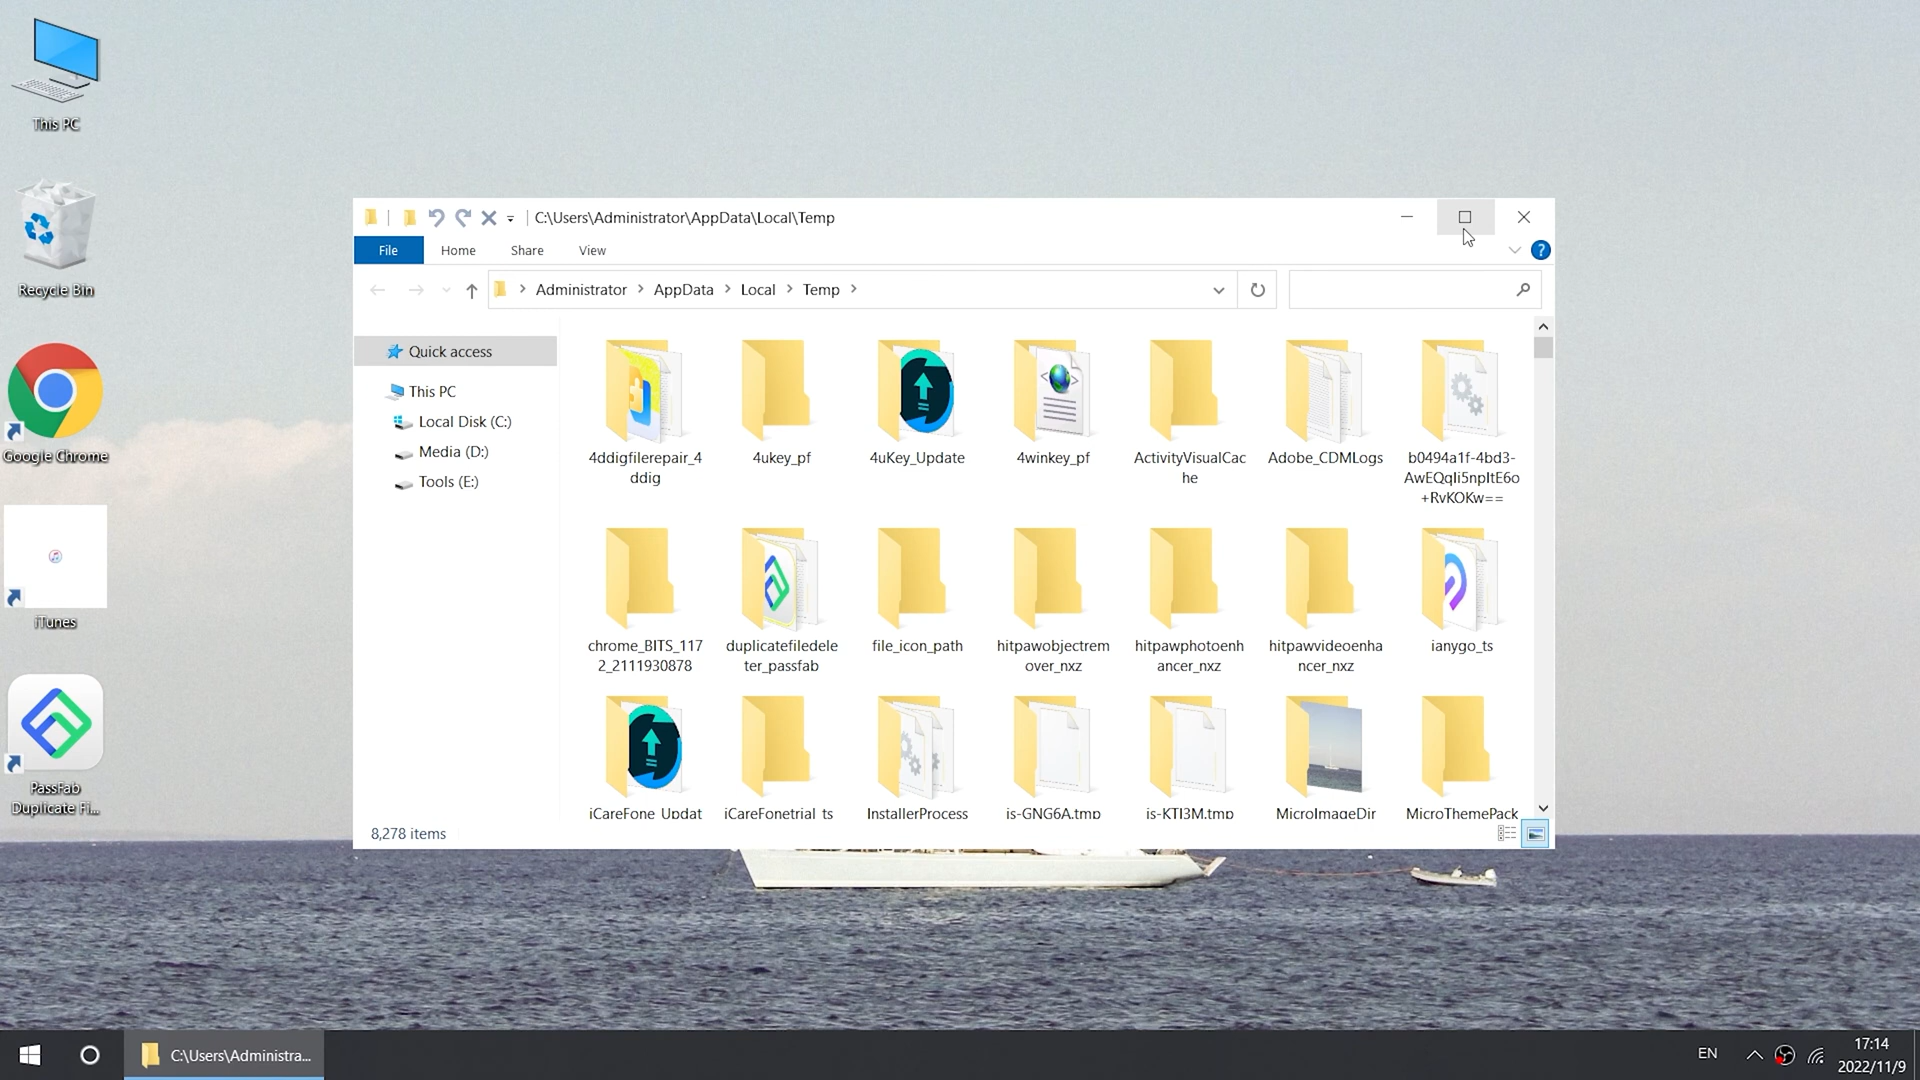 This PC
Recycle Bin
Google Chrome
iTunes
PassFab
Duplicate Fi...
C:\Users\Administrator\AppData\Local\Temp
File
Home
Share
View
?
Administrator
AppData
Local
Temp
Quick access
This PC
Local Disk (C:)
Media (D:)
Tools (E:)
4ddigfilerepair_4
ddig
4ukey_pf
4uKey_Update
4winkey_pf
ActivityVisualCac
he
Adobe_CDMLogs
b0494a1f-4bd3-
AwEQqIi5npItE6o
+RvKOKw==
chrome_BITS_117
2_2111930878
duplicatefiledele
ter_passfab
file_icon_path
hitpawobjectrem
over_nxz
hitpawphotoenh
ancer_nxz
hitpawvideoenha
ncer_nxz
ianygo_ts
iCareFone_Updat
iCareFonetrial_ts
InstallerProcess
is-GNG6A.tmp
is-KTI3M.tmp
MicroImageDir
MicroThemePack
8,278 items
C:\Users\Administra...
EN
17:14
2022/11/9